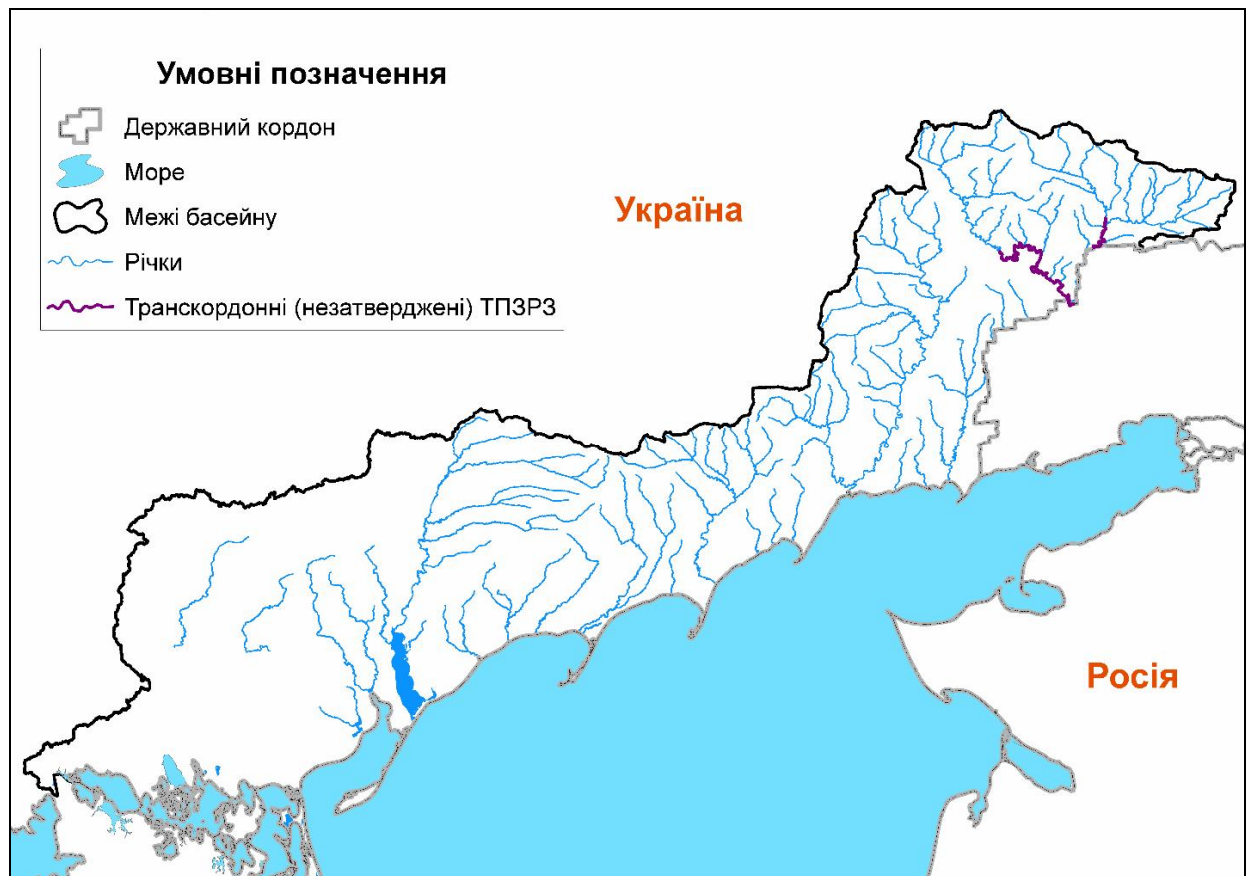 Умовні позначення
Державний кордон
Море
Межі басейну
Річки
Транскордонні (незатверджені) ТПЗРЗ
Україна
Росія